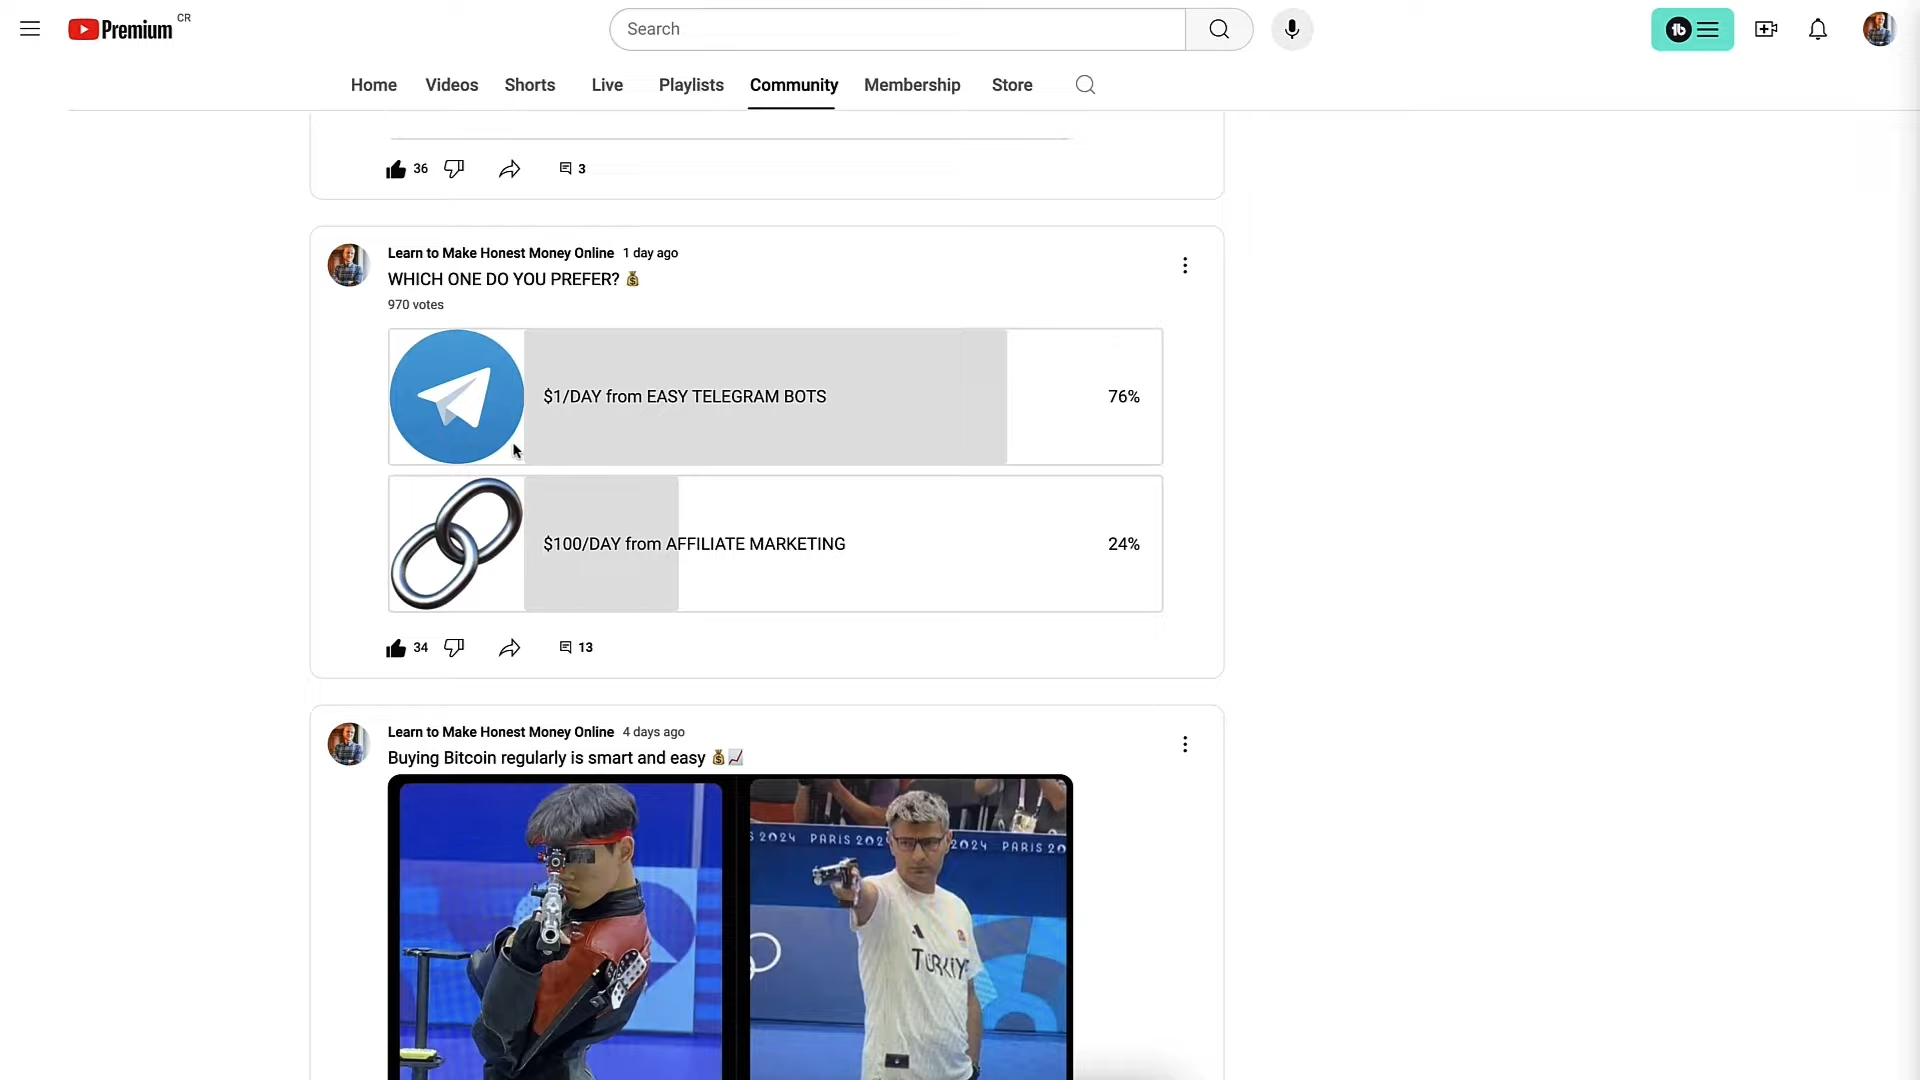 Premium CR
Search
Home Videos Shorts Live Playlists Community Membership Store
36 3
Learn to Make Honest Money Online 1 day ago
WHICH ONE DO YOU PREFER? 💰
970 votes
$1/DAY from EASY TELEGRAM BOTS 76%
$100/DAY from AFFILIATE MARKETING 24%
34 13
Learn to Make Honest Money Online 4 days ago
Buying Bitcoin regularly is smart and easy 💰📈
S 2024 PARIS 202 2024 PARIS 20
TÜRKİYE